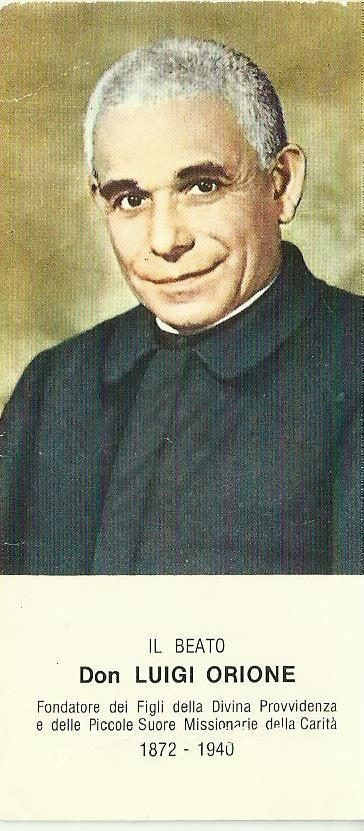 IL BEATO
Don LUIGI ORIONE
Fondatore dei Figli della Divina Provvidenza
e delle Piccole Suore Missionarie della Carità
1872 - 1940